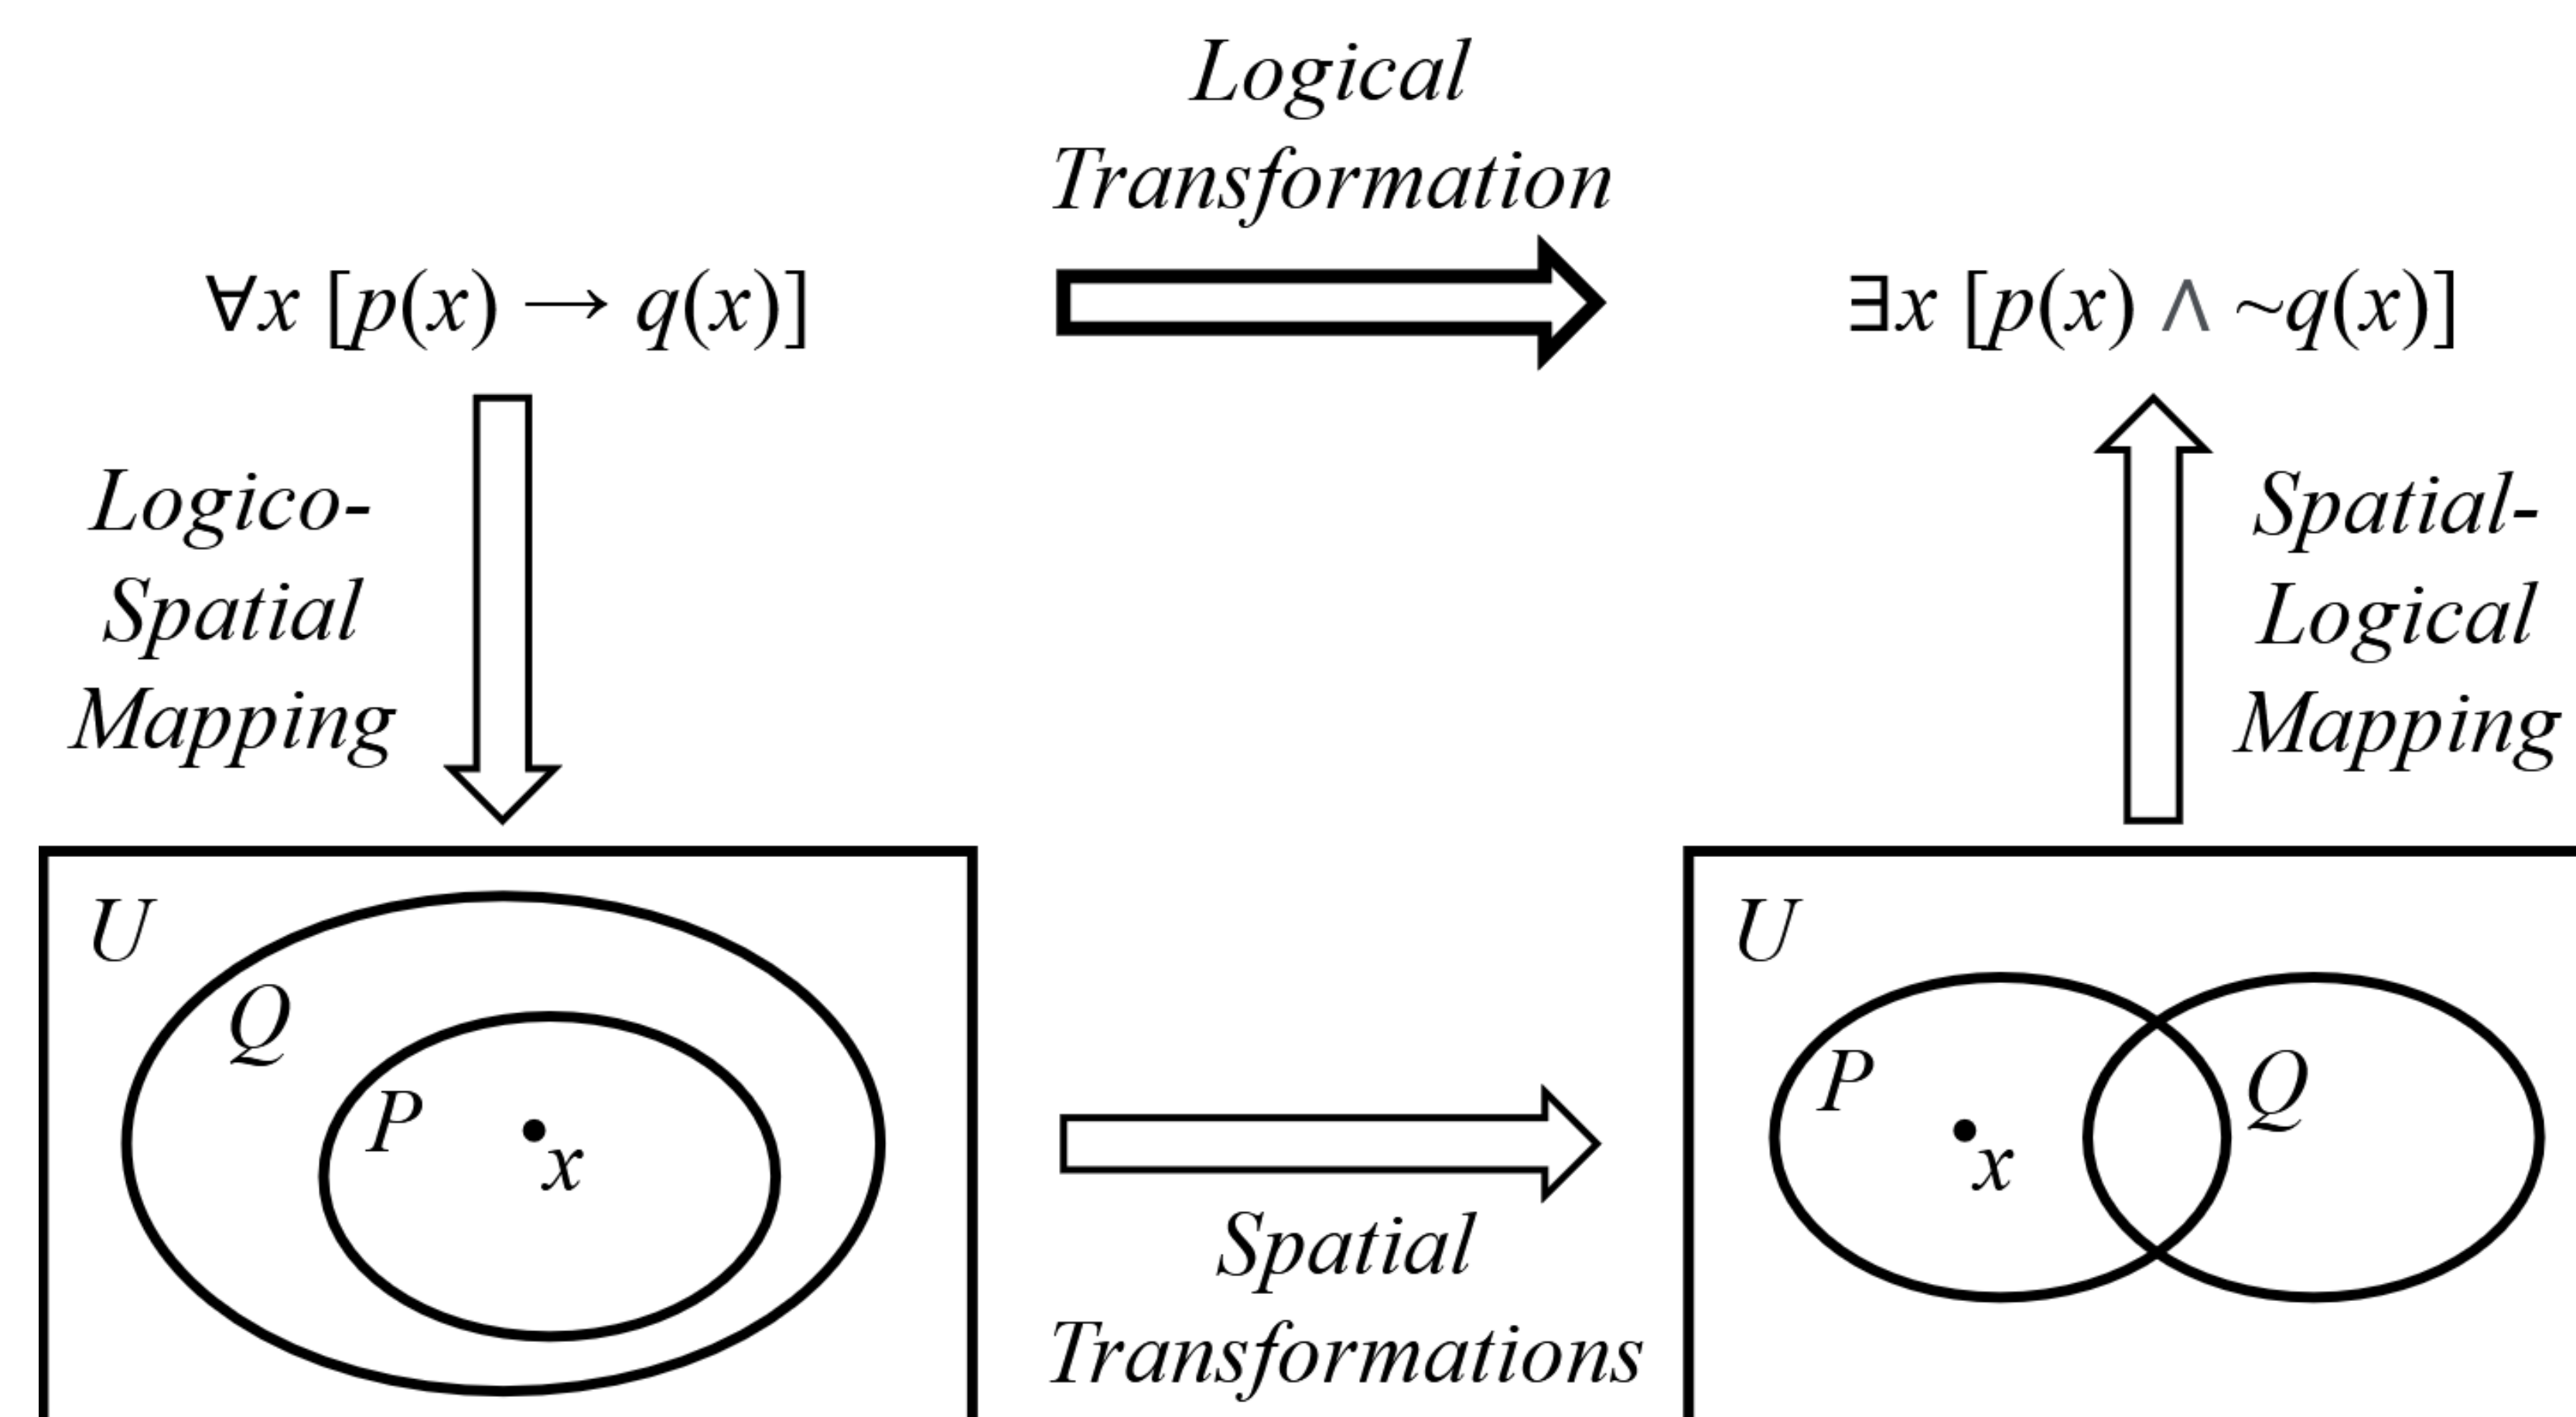 Logical
Transformation
∀x [p(x) → q(x)]
∃x [p(x) ∧ ~q(x)]
Logico-
Spatial
Mapping
Spatial-
Logical
Mapping
U
Q
P
x
Spatial
Transformations
U
P
Q
x